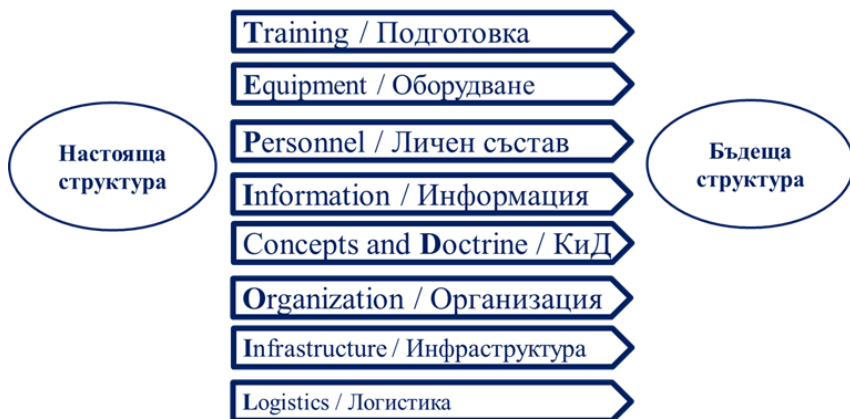 Training / Подготовка
Equipment / Оборудване
Personnel / Личен състав
Information / Информация
Concepts and Doctrine / КиД
Organization / Организация
Infrastructure / Инфраструктура
Logistics / Логистика
Настояща
структура
Бъдеща
структура